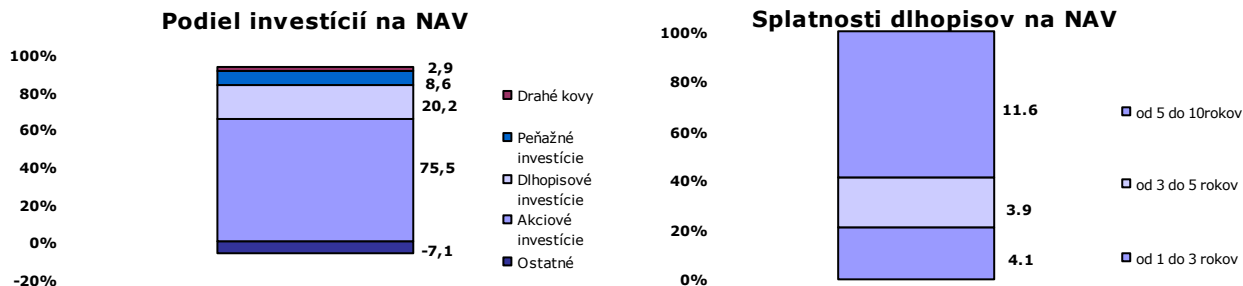 Podiel investícií na NAV
100%
80%
60%
40%
20%
0%
-20%
2,9
8,6
20,2
75,5
-7,1
Drahé kovy
Peňažné
investície
Dlhopisové
investície
Akciové
investície
Ostatné
Splatnosti dlhopisov na NAV
100%
80%
60%
40%
20%
0%
11.6
3.9
4.1
od 5 do 10rokov
od 3 do 5 rokov
od 1 do 3 rokov